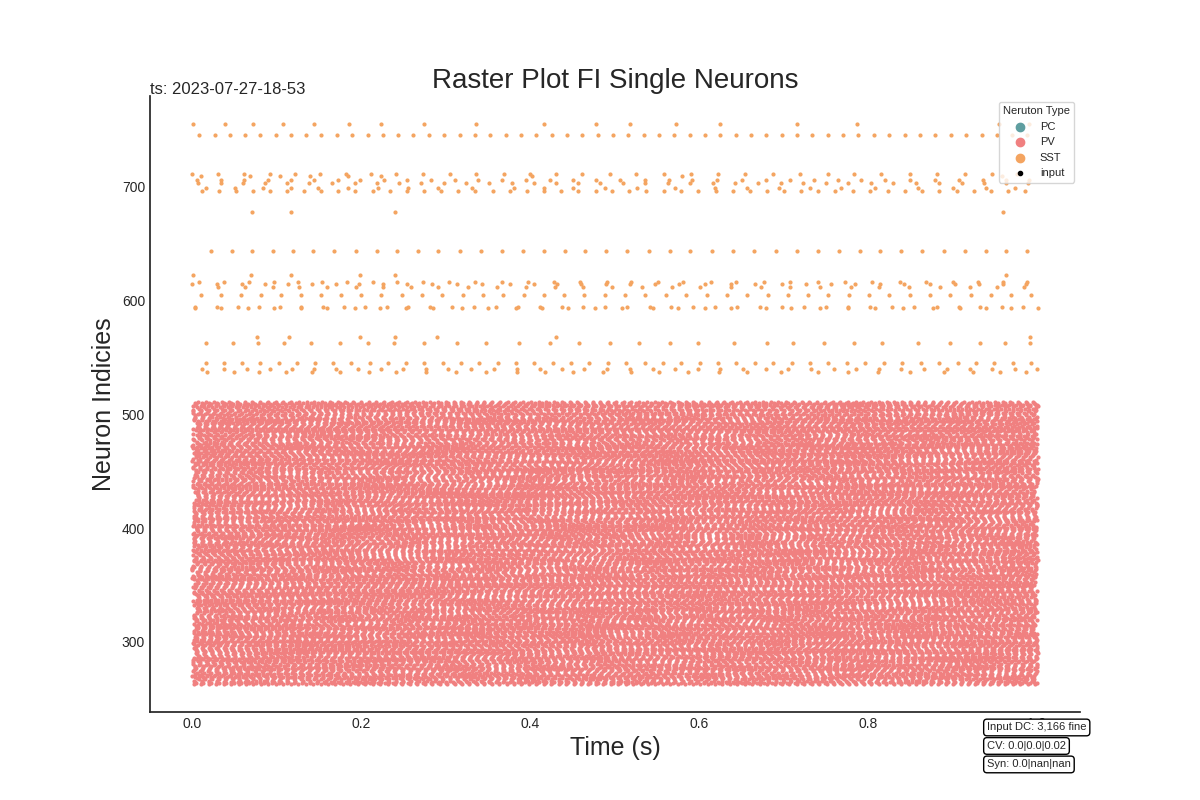 Raster Plot FI Single Neurons
ts: 2023-07-27-18-53
Neruton Type
PC
PV
SST
input
Neuron Indicies
700
600
500
400
300
0.0 0.2 0.4 0.6 0.8
Time (s)
Input DC: 3,166 fine
CV: 0.0|0.0|0.02
Syn: 0.0|nan|nan